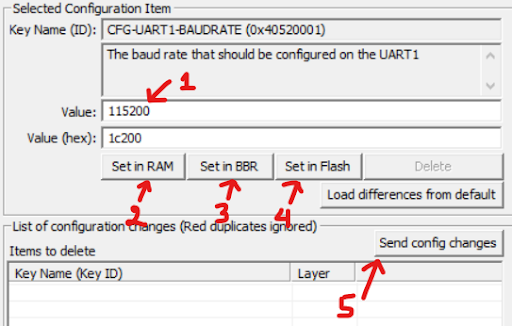 Selected Configuration Item
Key Name (ID): CFG-UART1-BAUDRATE (0x40520001)
The baud rate that should be configured on the UART1
1
Value: 115200
Value (hex): 1c200
Set in RAM Set in BBR Set in Flash Delete
2 3 4
Load differences from default
List of configuration changes (Red duplicates ignored)
Send config changes
Items to delete
Key Name (Key ID) Layer
5